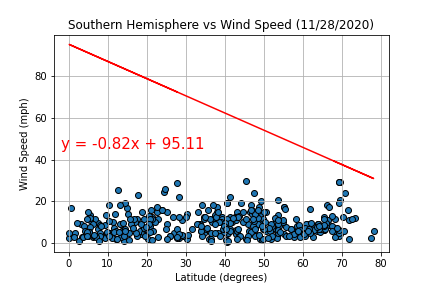 Southern Hemisphere vs Wind Speed (11/28/2020)
Wind Speed (mph)
80
60
40
20
0
y = -0.82x + 95.11
0 10 20 30 40 50 60 70 80
Latitude (degrees)